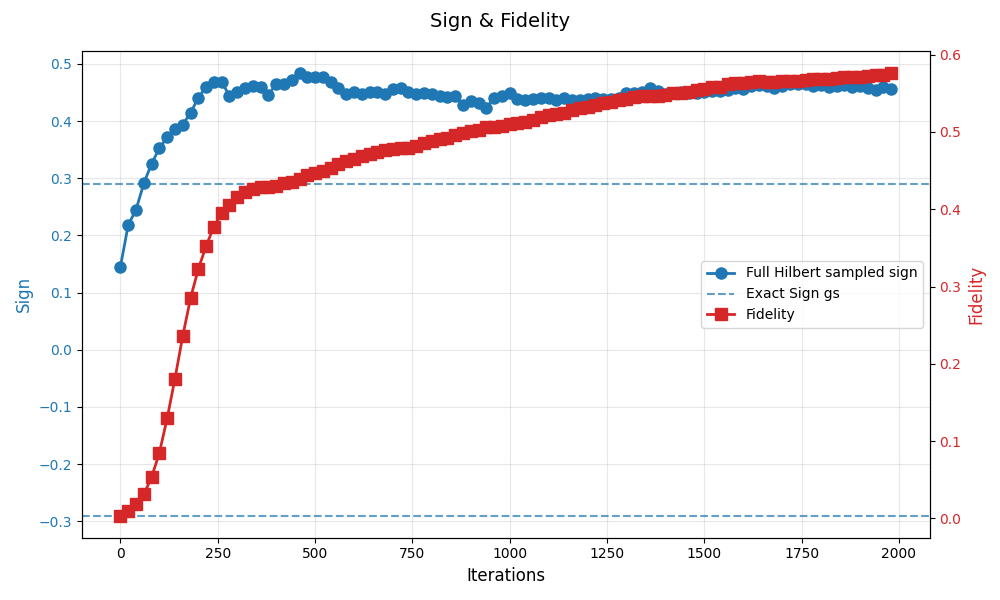 Sign & Fidelity
Sign
0.5
0.4
0.3
0.2
0.1
0.0
−0.1
−0.2
−0.3
0.6
0.5
0.4
0.3
0.2
0.1
0.0
Fidelity
Full Hilbert sampled sign
Exact Sign gs
Fidelity
0 250 500 750 1000 1250 1500 1750 2000
Iterations